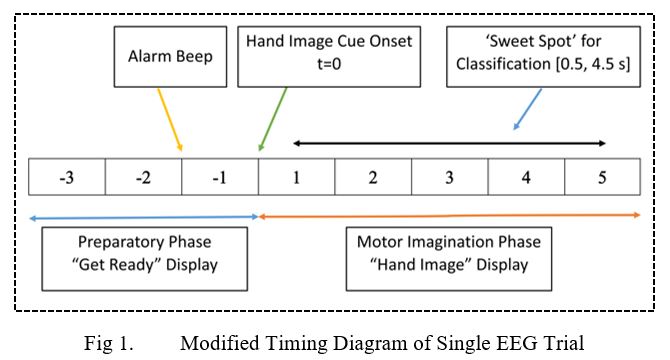 Alarm Beep
Hand Image Cue Onset
t=0
‘Sweet Spot’ for
Classification [0.5, 4.5 s]
-3 -2 -1 1 2 3 4 5
Preparatory Phase
“Get Ready” Display
Motor Imagination Phase
“Hand Image” Display
Fig 1. Modified Timing Diagram of Single EEG Trial